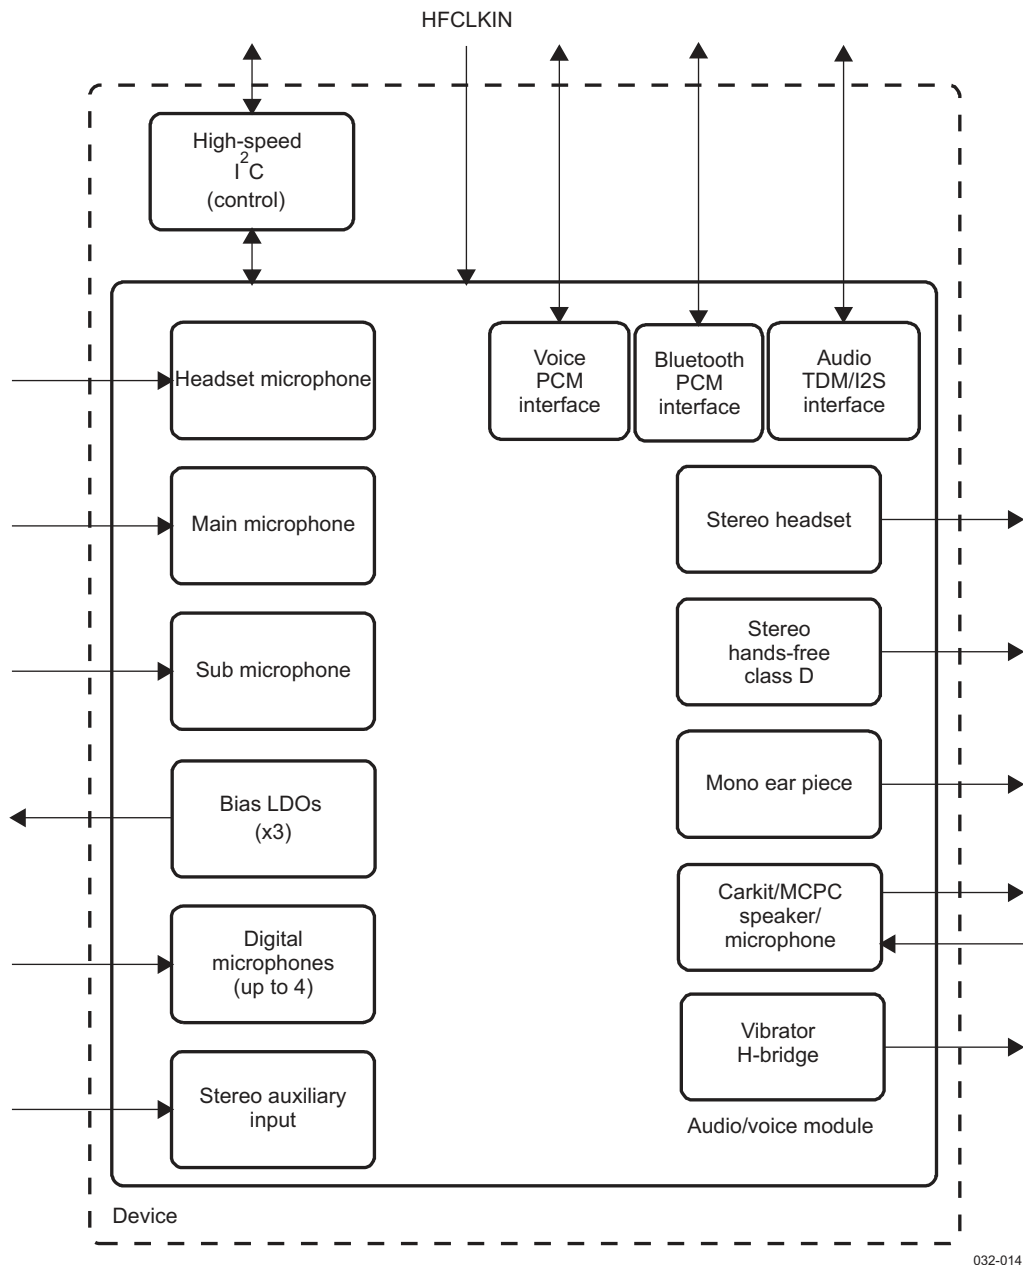 HFCLKIN
High-speed
I²C
(control)
Headset microphone
Voice
PCM
interface
Bluetooth
PCM
interface
Audio
TDM/I2S
interface
Main microphone
Stereo headset
Sub microphone
Stereo
hands-free
class D
Bias LDOs
(x3)
Mono ear piece
Digital
microphones
(up to 4)
Carkit/MCPC
speaker/
microphone
Stereo auxiliary
input
Vibrator
H-bridge
Audio/voice module
Device
032-014